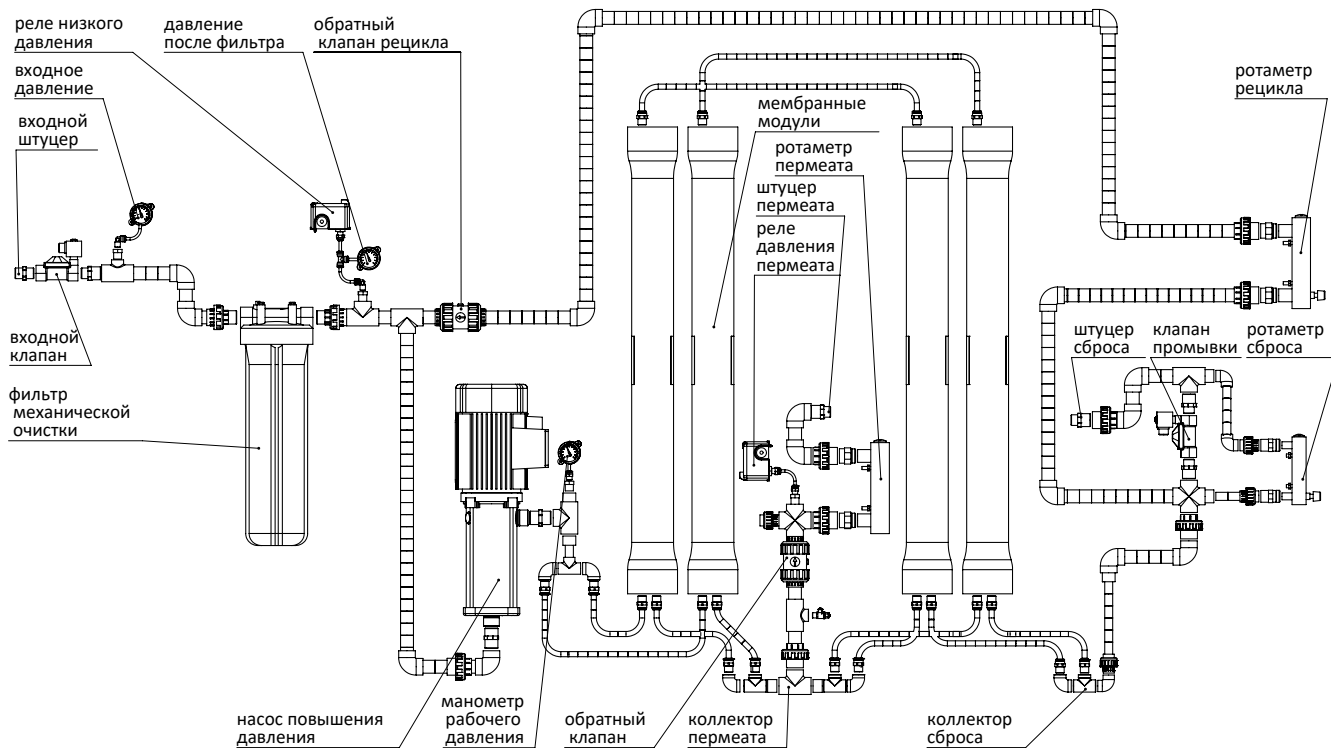 реле низкого
давления
давление
после фильтра
обратный
клапан рецикла
входное
давление
входной
штуцер
мембранные
модули
ротаметр
рецикла
ротаметр
пермеата
штуцер
пермеата
реле
давления
пермеата
входной
клапан
штуцер
сброса
клапан
промывки
ротаметр
сброса
фильтр
механической
очистки
насос повышения
давления
манометр
рабочего
давления
обратный
клапан
коллектор
пермеата
коллектор
сброса